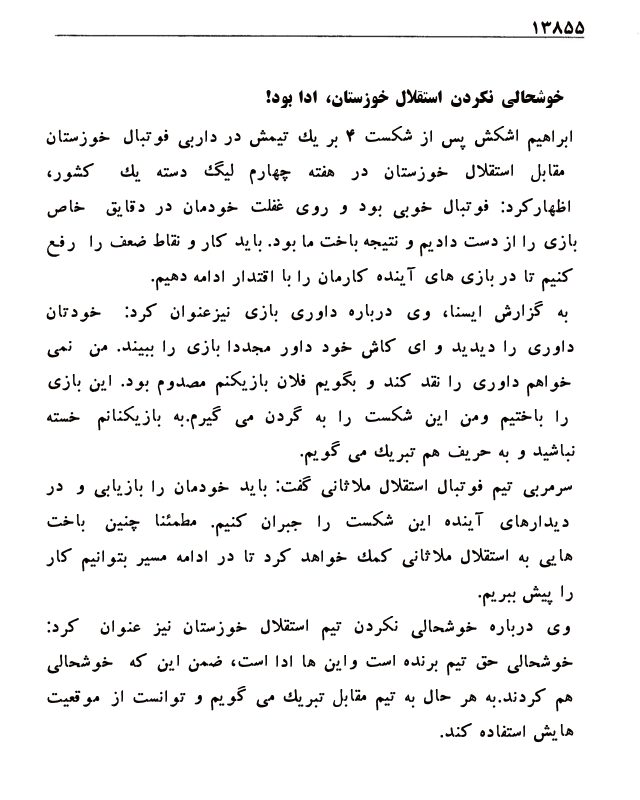 ۱۳۸۵۵
خوشحالی نکردن استقلال خوزستان، ادا بود!
ابراهیم اشکش پس از شکست ۴ بر یك تیمش در داربی فوتبال خوزستان
مقابل استقلال خوزستان در هفته چهارم لیگ دسته یك کشور،
اظهارکرد: فوتبال خوبی بود و روی غفلت خودمان در دقایق خاص
بازی را از دست دادیم و نتیجه باخت ما بود. باید کار و نقاط ضعف را رفع
کنیم تا در بازی های آینده کارمان را با اقتدار ادامه دهیم.
به گزارش ایسنا، وی درباره داوری بازی نیزعنوان کرد: خودتان
داوری را دیدید و ای کاش خود داور مجددا بازی را ببیند. من نمی
خواهم داوری را نقد کند و بگویم فلان بازیکنم مصدوم بود. این بازی
را باختیم ومن این شکست را به گردن می گیرم.به بازیکنانم خسته
نباشید و به حریف هم تبریك می گویم.
سرمربی تیم فوتبال استقلال ملاثانی گفت: باید خودمان را بازیابی و در
دیدارهای آینده این شکست را جبران کنیم. مطمئنا چنین باخت
هایی به استقلال ملاثانی کمك خواهد کرد تا در ادامه مسیر بتوانیم کار
را پیش ببریم.
وی درباره خوشحالی نکردن تیم استقلال خوزستان نیز عنوان کرد:
خوشحالی حق تیم برنده است واین ها ادا است، ضمن این که خوشحالی
هم کردند.به هر حال به تیم مقابل تبریك می گویم و توانست از موقعیت
هایش استفاده کند.